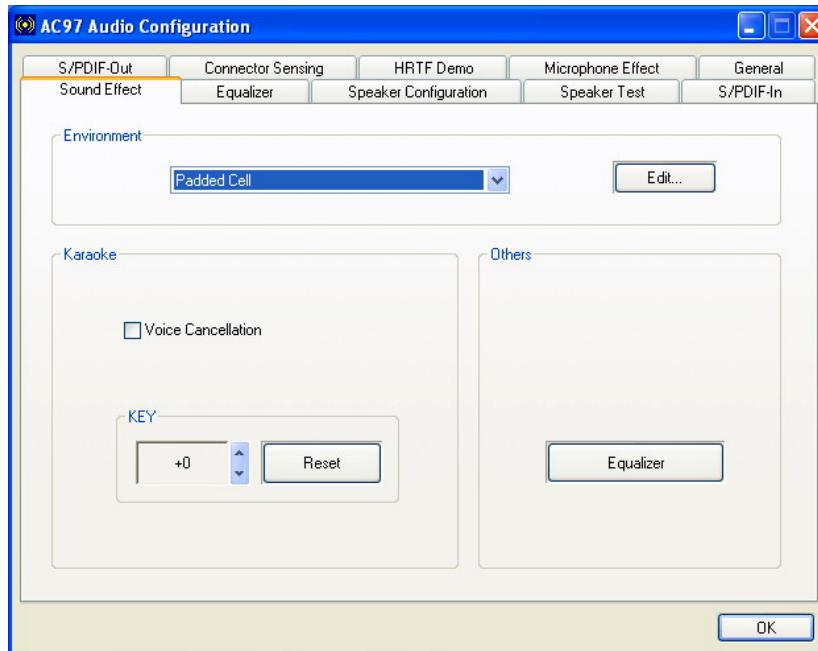 AC97 Audio Configuration
S/PDIF-Out Connector Sensing HRTF Demo Microphone Effect General
Sound Effect Equalizer Speaker Configuration Speaker Test S/PDIF-In
Environment
Padded Cell Edit...
Karaoke Others
Voice Cancellation
KEY
+0 Reset Equalizer
OK